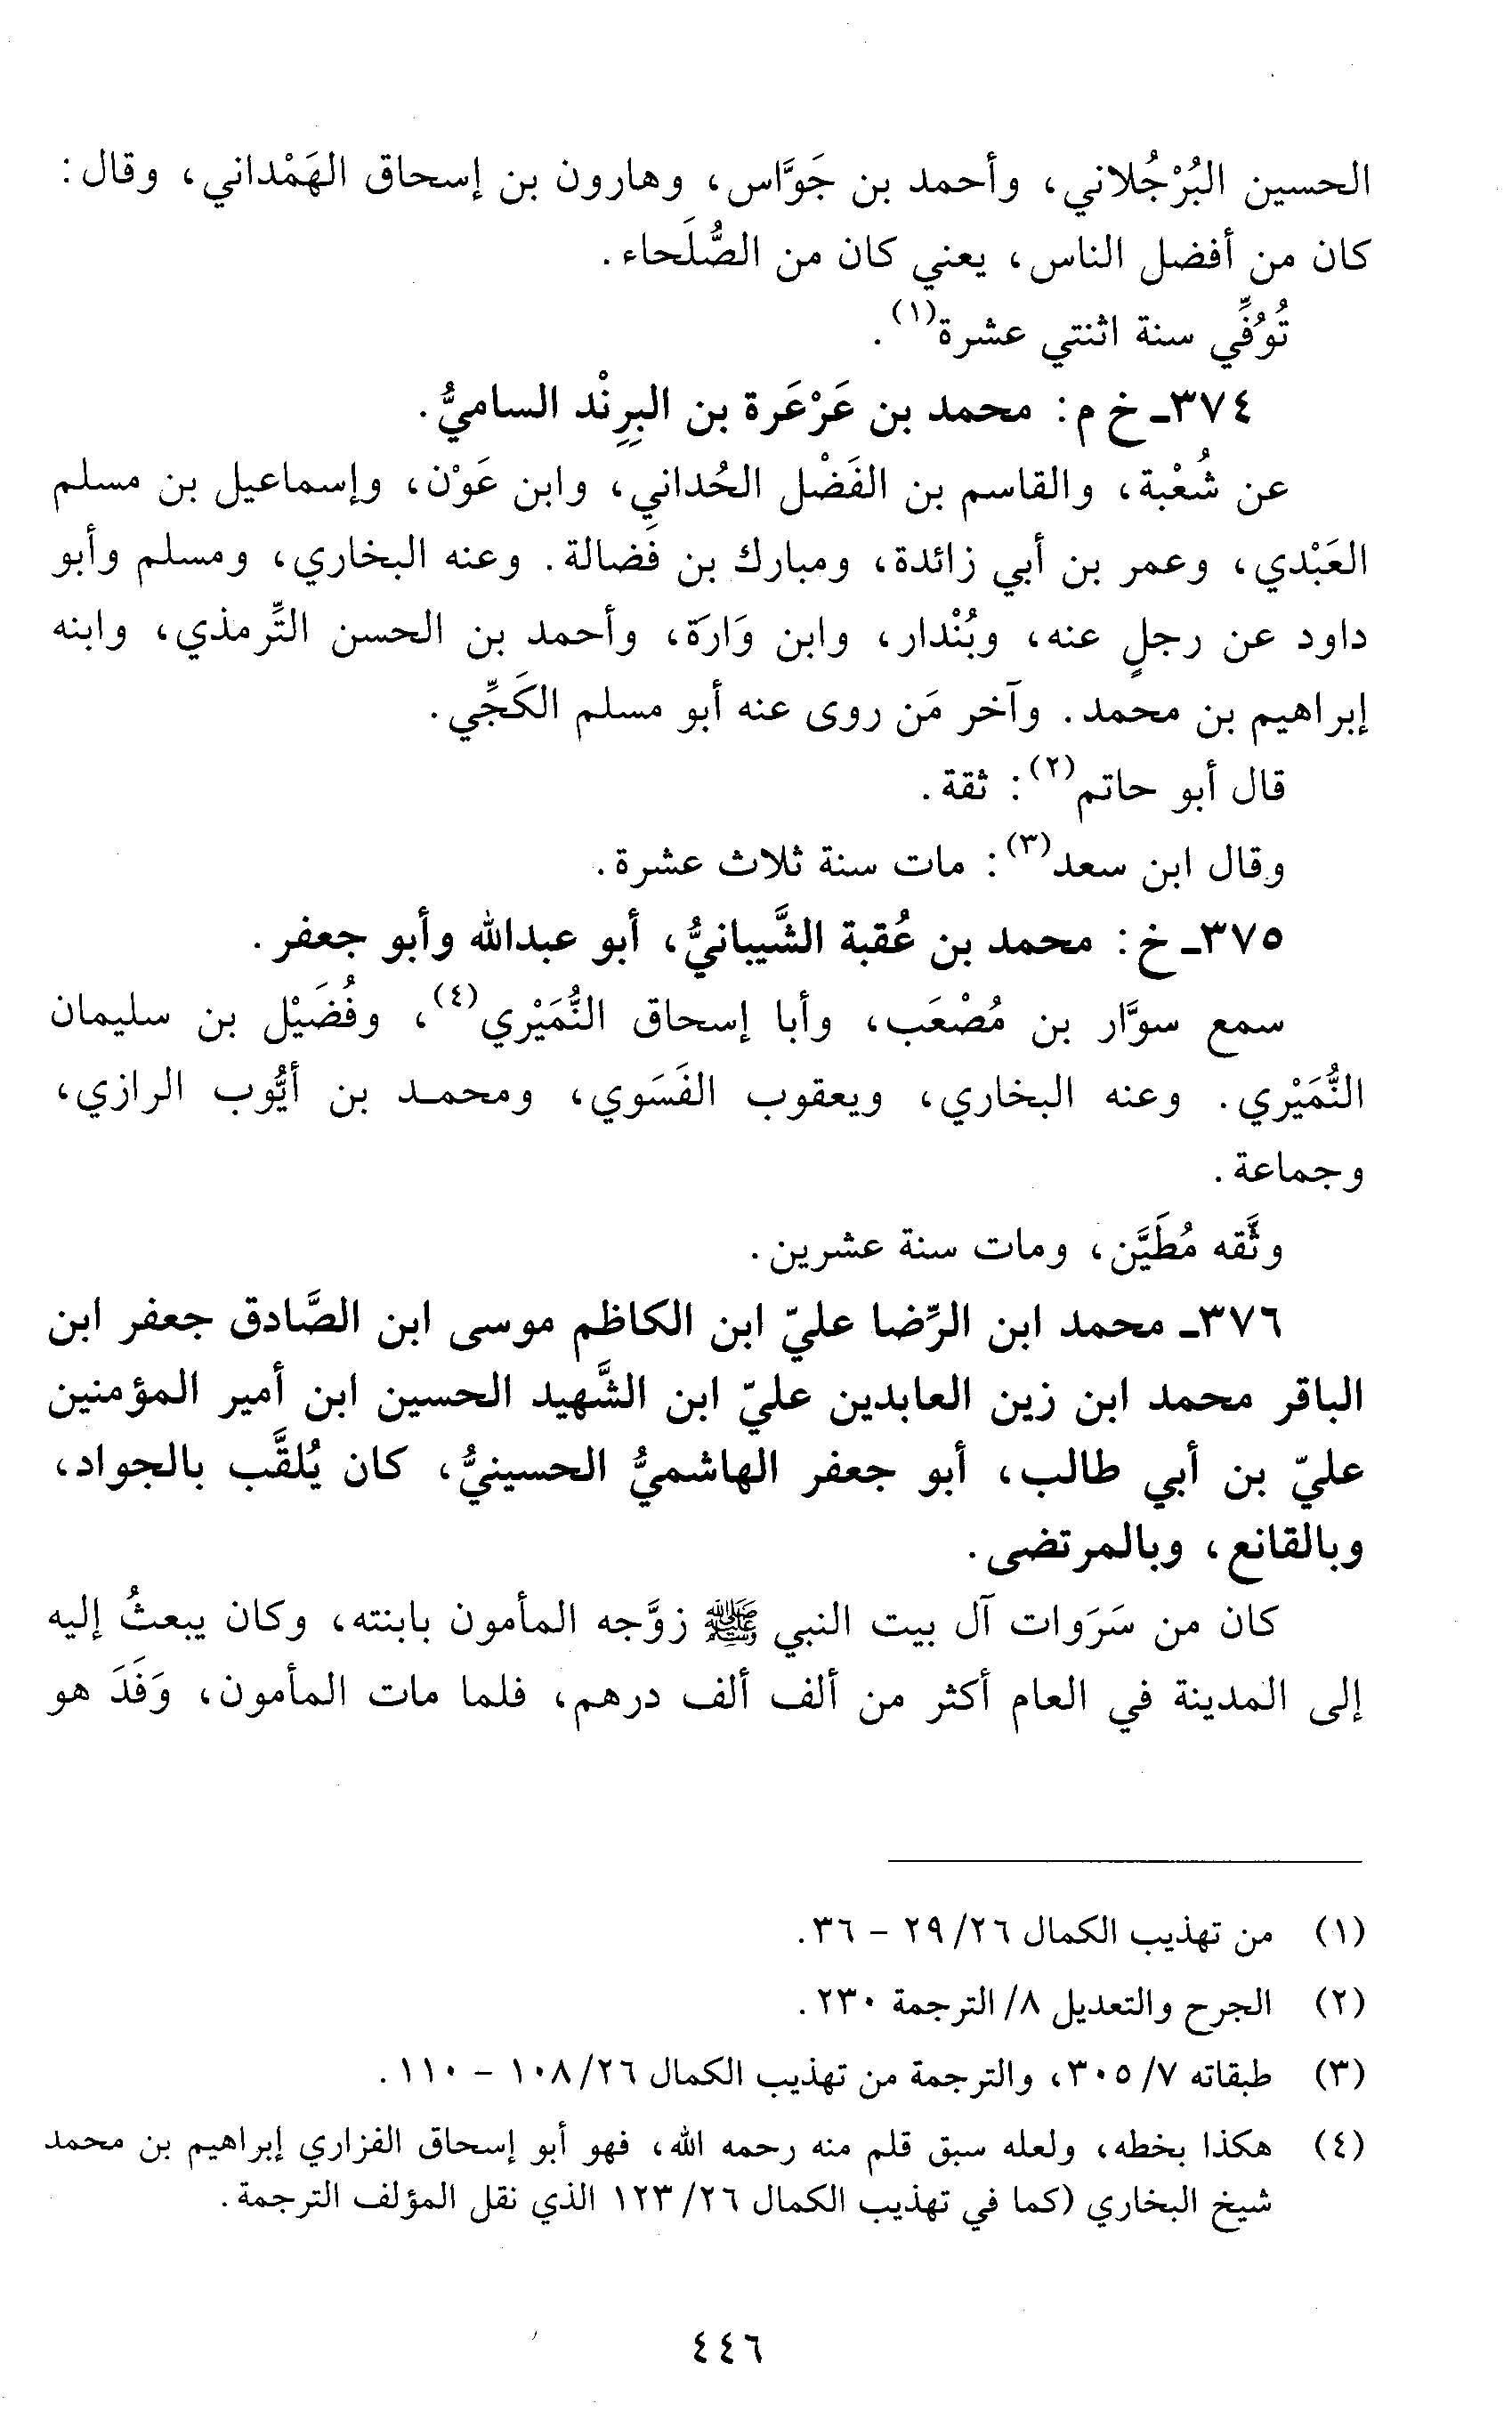 الحسين البُرْجُلاني، وأحمد بن جَوَّاس، وهارون بن إسحاق الهَمْداني، وقال:
كان من أفضل الناس، يعني كان من الصُّلَحاء.
تُوُفِّي سنة اثنتي عشرة(١).
٣٧٤ـ خ م: محمد بن عَرْعَرة بن البِرِنْد الساميُّ.
عن شُعْبة، والقاسم بن الفَضْل الحُداني، وابن عَوْن، وإسماعيل بن مسلم
العَبْدي، وعمر بن أبي زائدة، ومبارك بن فَضالة. وعنه البخاري، ومسلم وأبو
داود عن رجلٍ عنه، وبُنْدار، وابن وَارَة، وأحمد بن الحسن التِّرمذي، وابنه
إبراهيم بن محمد. وآخر مَن روى عنه أبو مسلم الكَجِّي.
قال أبو حاتم(٢): ثقة.
وقال ابن سعد(٣): مات سنة ثلاث عشرة.
٣٧٥ـ خ: محمد بن عُقبة الشَّيبانيُّ، أبو عبدالله وأبو جعفر.
سمع سوَّار بن مُصْعَب، وأبا إسحاق النُّمَيْري(٤)، وفُضَيْل بن سليمان
النُّمَيْري. وعنه البخاري، ويعقوب الفَسَوي، ومحمـد بن أيُّوب الرازي،
وجماعة.
وثَّقه مُطَيَّن، ومات سنة عشرين.
٣٧٦ـ محمد ابن الرِّضا عليّ ابن الكاظم موسى ابن الصَّادق جعفر ابن
الباقر محمد ابن زين العابدين عليّ ابن الشَّهيد الحسين ابن أمير المؤمنين
عليّ بن أبي طالب، أبو جعفر الهاشميُّ الحسينيُّ، كان يُلقَّب بالجواد،
وبالقانع، وبالمرتضى.
كان من سَرَوات آل بيت النبي ﷺ زوَّجه المأمون بابنته، وكان يبعثُ إليه
إلى المدينة في العام أكثر من ألف ألف درهم، فلما مات المأمون، وَفَدَ هو
(١) من تهذيب الكمال ٢٦/ ٢٩ - ٣٦.
(٢) الجرح والتعديل ٨/ الترجمة ٢٣٠.
(٣) طبقاته ٧/ ٣٠٥، والترجمة من تهذيب الكمال ٢٦/ ١٠٨ - ١١٠.
(٤) هكذا بخطه، ولعله سبق قلم منه رحمه الله، فهو أبو إسحاق الفزاري إبراهيم بن محمد
شيخ البخاري (كما في تهذيب الكمال ٢٦/ ١٢٣ الذي نقل المؤلف الترجمة.
٤٤٦